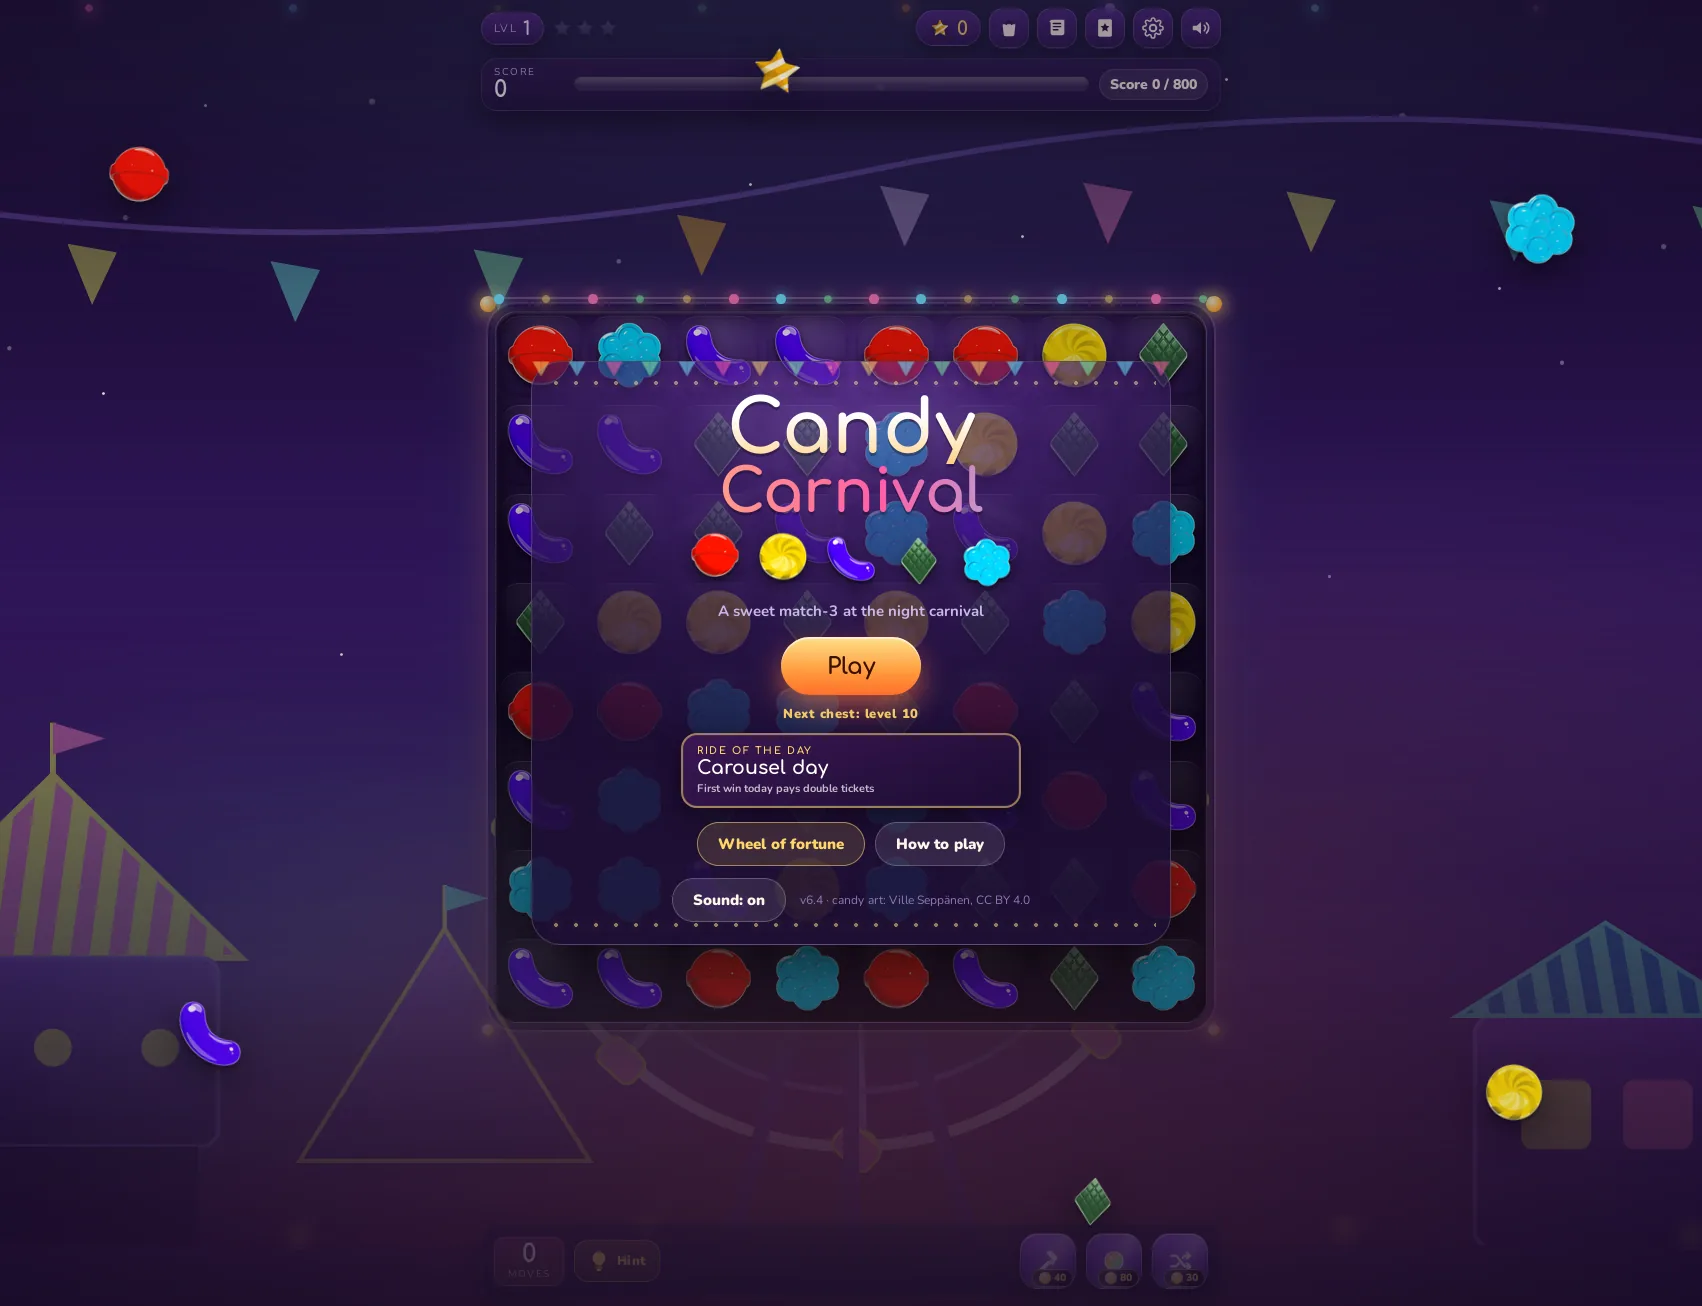 LVL 1
0
SCORE
0
Score 0 / 800
Candy
Carnival
A sweet match-3 at the night carnival
Play
Next chest: level 10
RIDE OF THE DAY
Carousel day
First win today pays double tickets
Wheel of fortune
How to play
Sound: on
v6.4 · candy art: Ville Seppänen, CC BY 4.0
0
MOVES
Hint
40
80
30